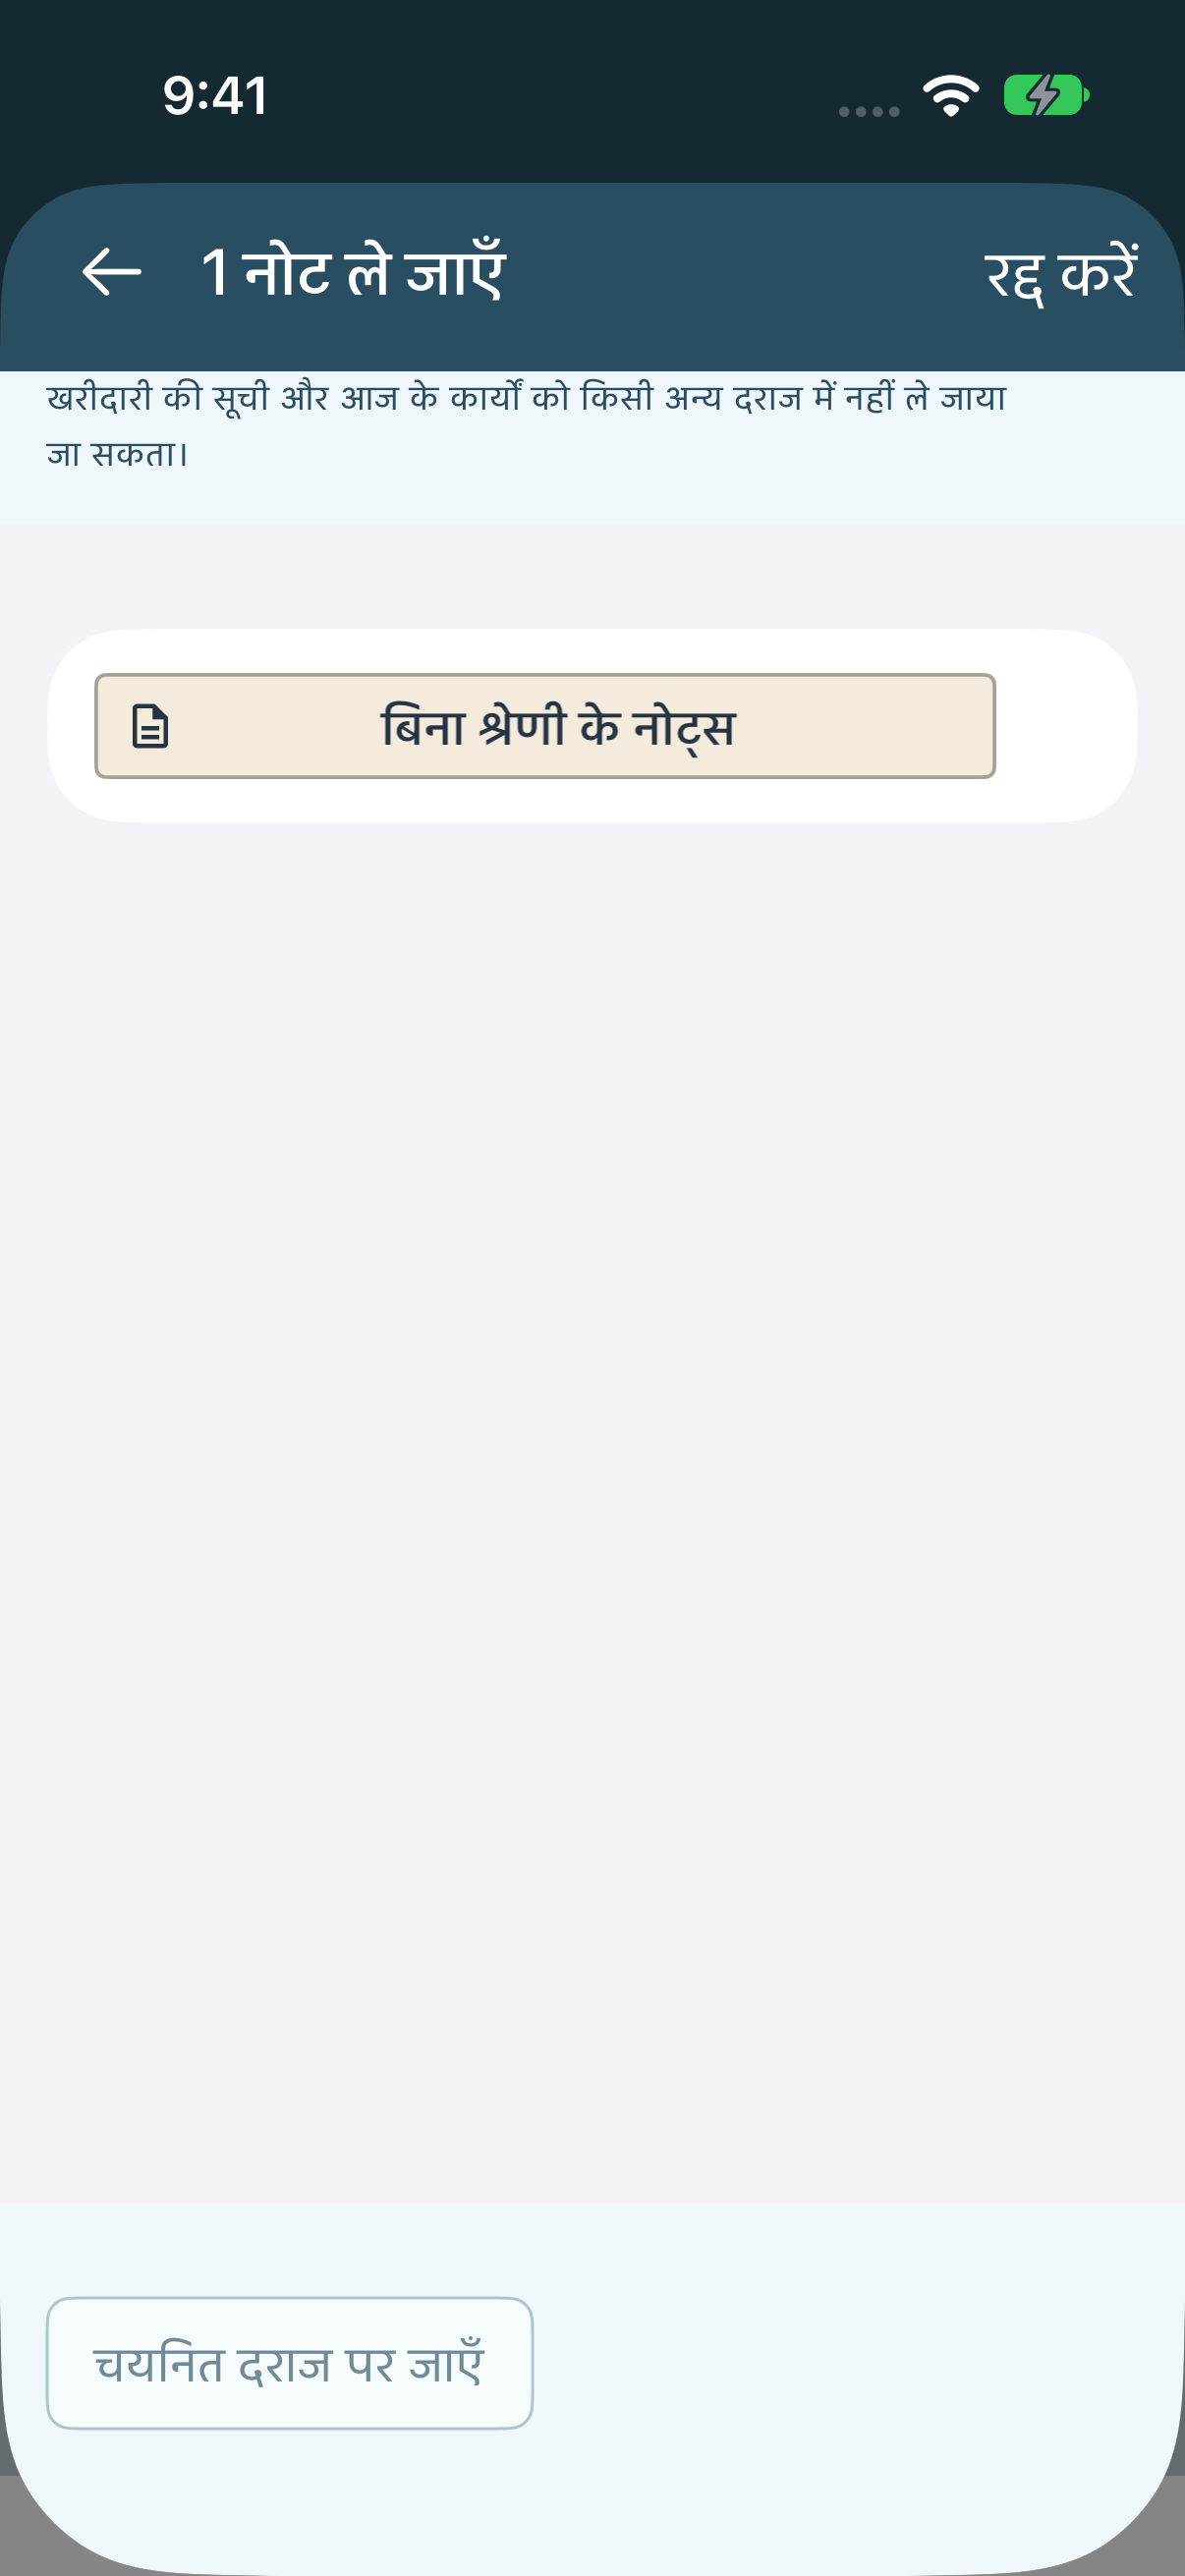 9:41
1 नोट ले जाएँ
रद्द करें
खरीदारी की सूची और आज के कार्यों को किसी अन्य दराज में नहीं ले जाया
जा सकता।
बिना श्रेणी के नोट्स
चयनित दराज पर जाएँ